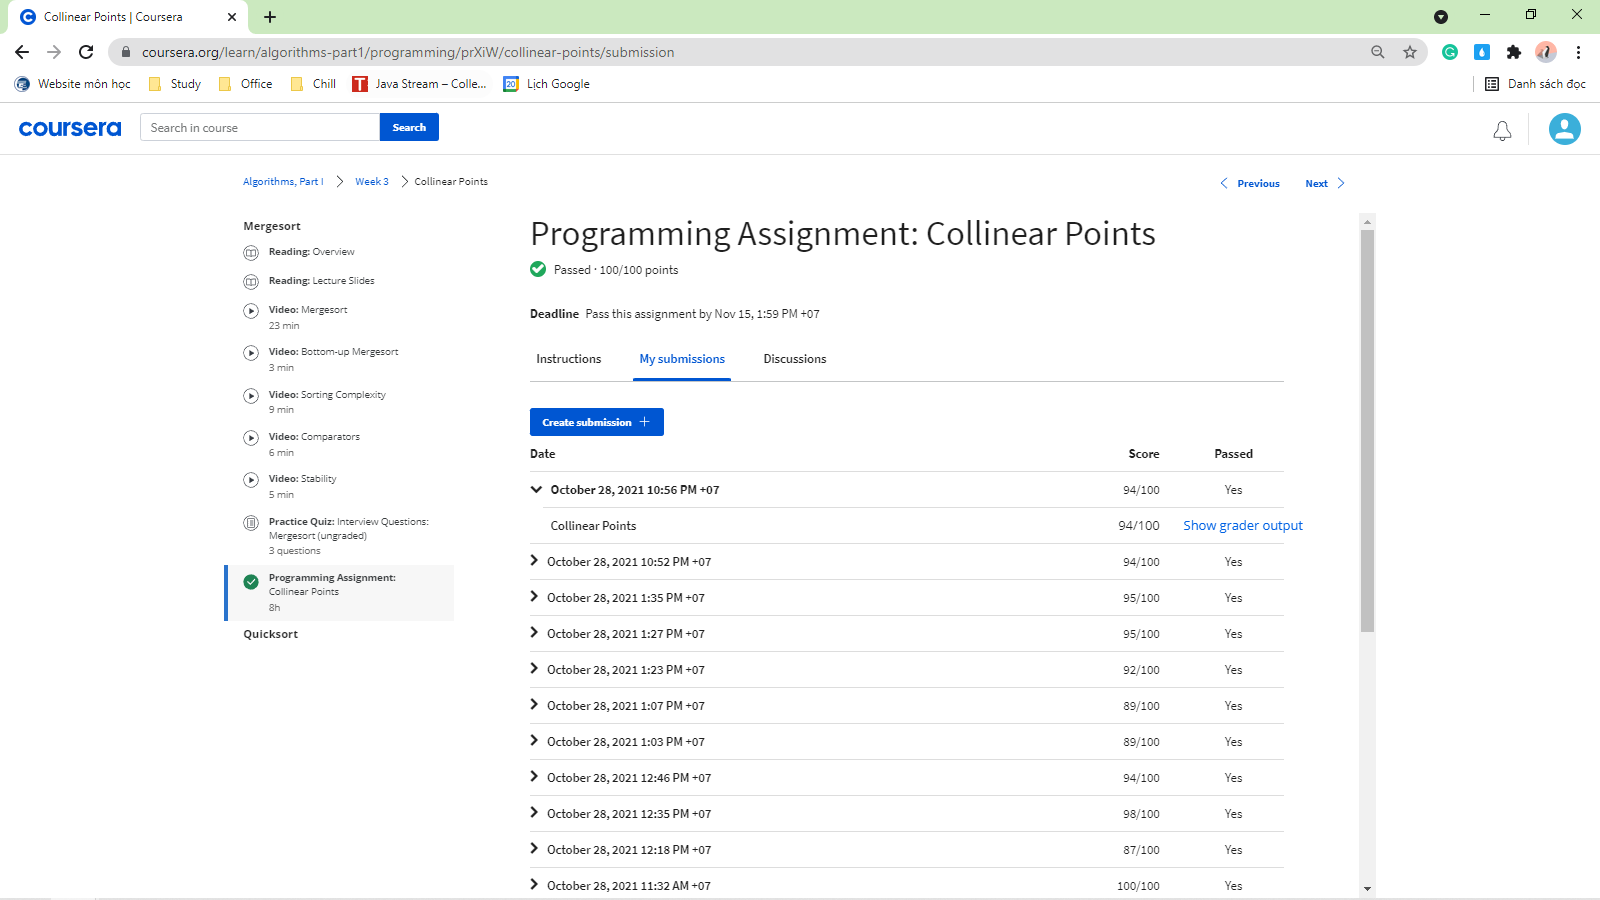 Collinear Points | Coursera
coursera.org/learn/algorithms-part1/programming/prXiW/collinear-points/submission
Website môn học
Study
Office
Chill
Java Stream – Colle...
20
Lịch Google
Danh sách đọc
coursera
Search in course
Search
Algorithms, Part I
Week 3
Collinear Points
Previous
Next
Mergesort
Reading: Overview
Reading: Lecture Slides
Video: Mergesort
23 min
Video: Bottom-up Mergesort
3 min
Video: Sorting Complexity
9 min
Video: Comparators
6 min
Video: Stability
5 min
Practice Quiz: Interview Questions:
Mergesort (ungraded)
3 questions
Programming Assignment:
Collinear Points
8h
Quicksort
Programming Assignment: Collinear Points
Passed · 100/100 points
Deadline Pass this assignment by Nov 15, 1:59 PM +07
Instructions
My submissions
Discussions
Create submission +
Date Score Passed
October 28, 2021 10:56 PM +07 94/100 Yes
Collinear Points 94/100 Show grader output
October 28, 2021 10:52 PM +07 94/100 Yes
October 28, 2021 1:35 PM +07 95/100 Yes
October 28, 2021 1:27 PM +07 95/100 Yes
October 28, 2021 1:23 PM +07 92/100 Yes
October 28, 2021 1:07 PM +07 89/100 Yes
October 28, 2021 1:03 PM +07 89/100 Yes
October 28, 2021 12:46 PM +07 94/100 Yes
October 28, 2021 12:35 PM +07 98/100 Yes
October 28, 2021 12:18 PM +07 87/100 Yes
October 28, 2021 11:32 AM +07 100/100 Yes